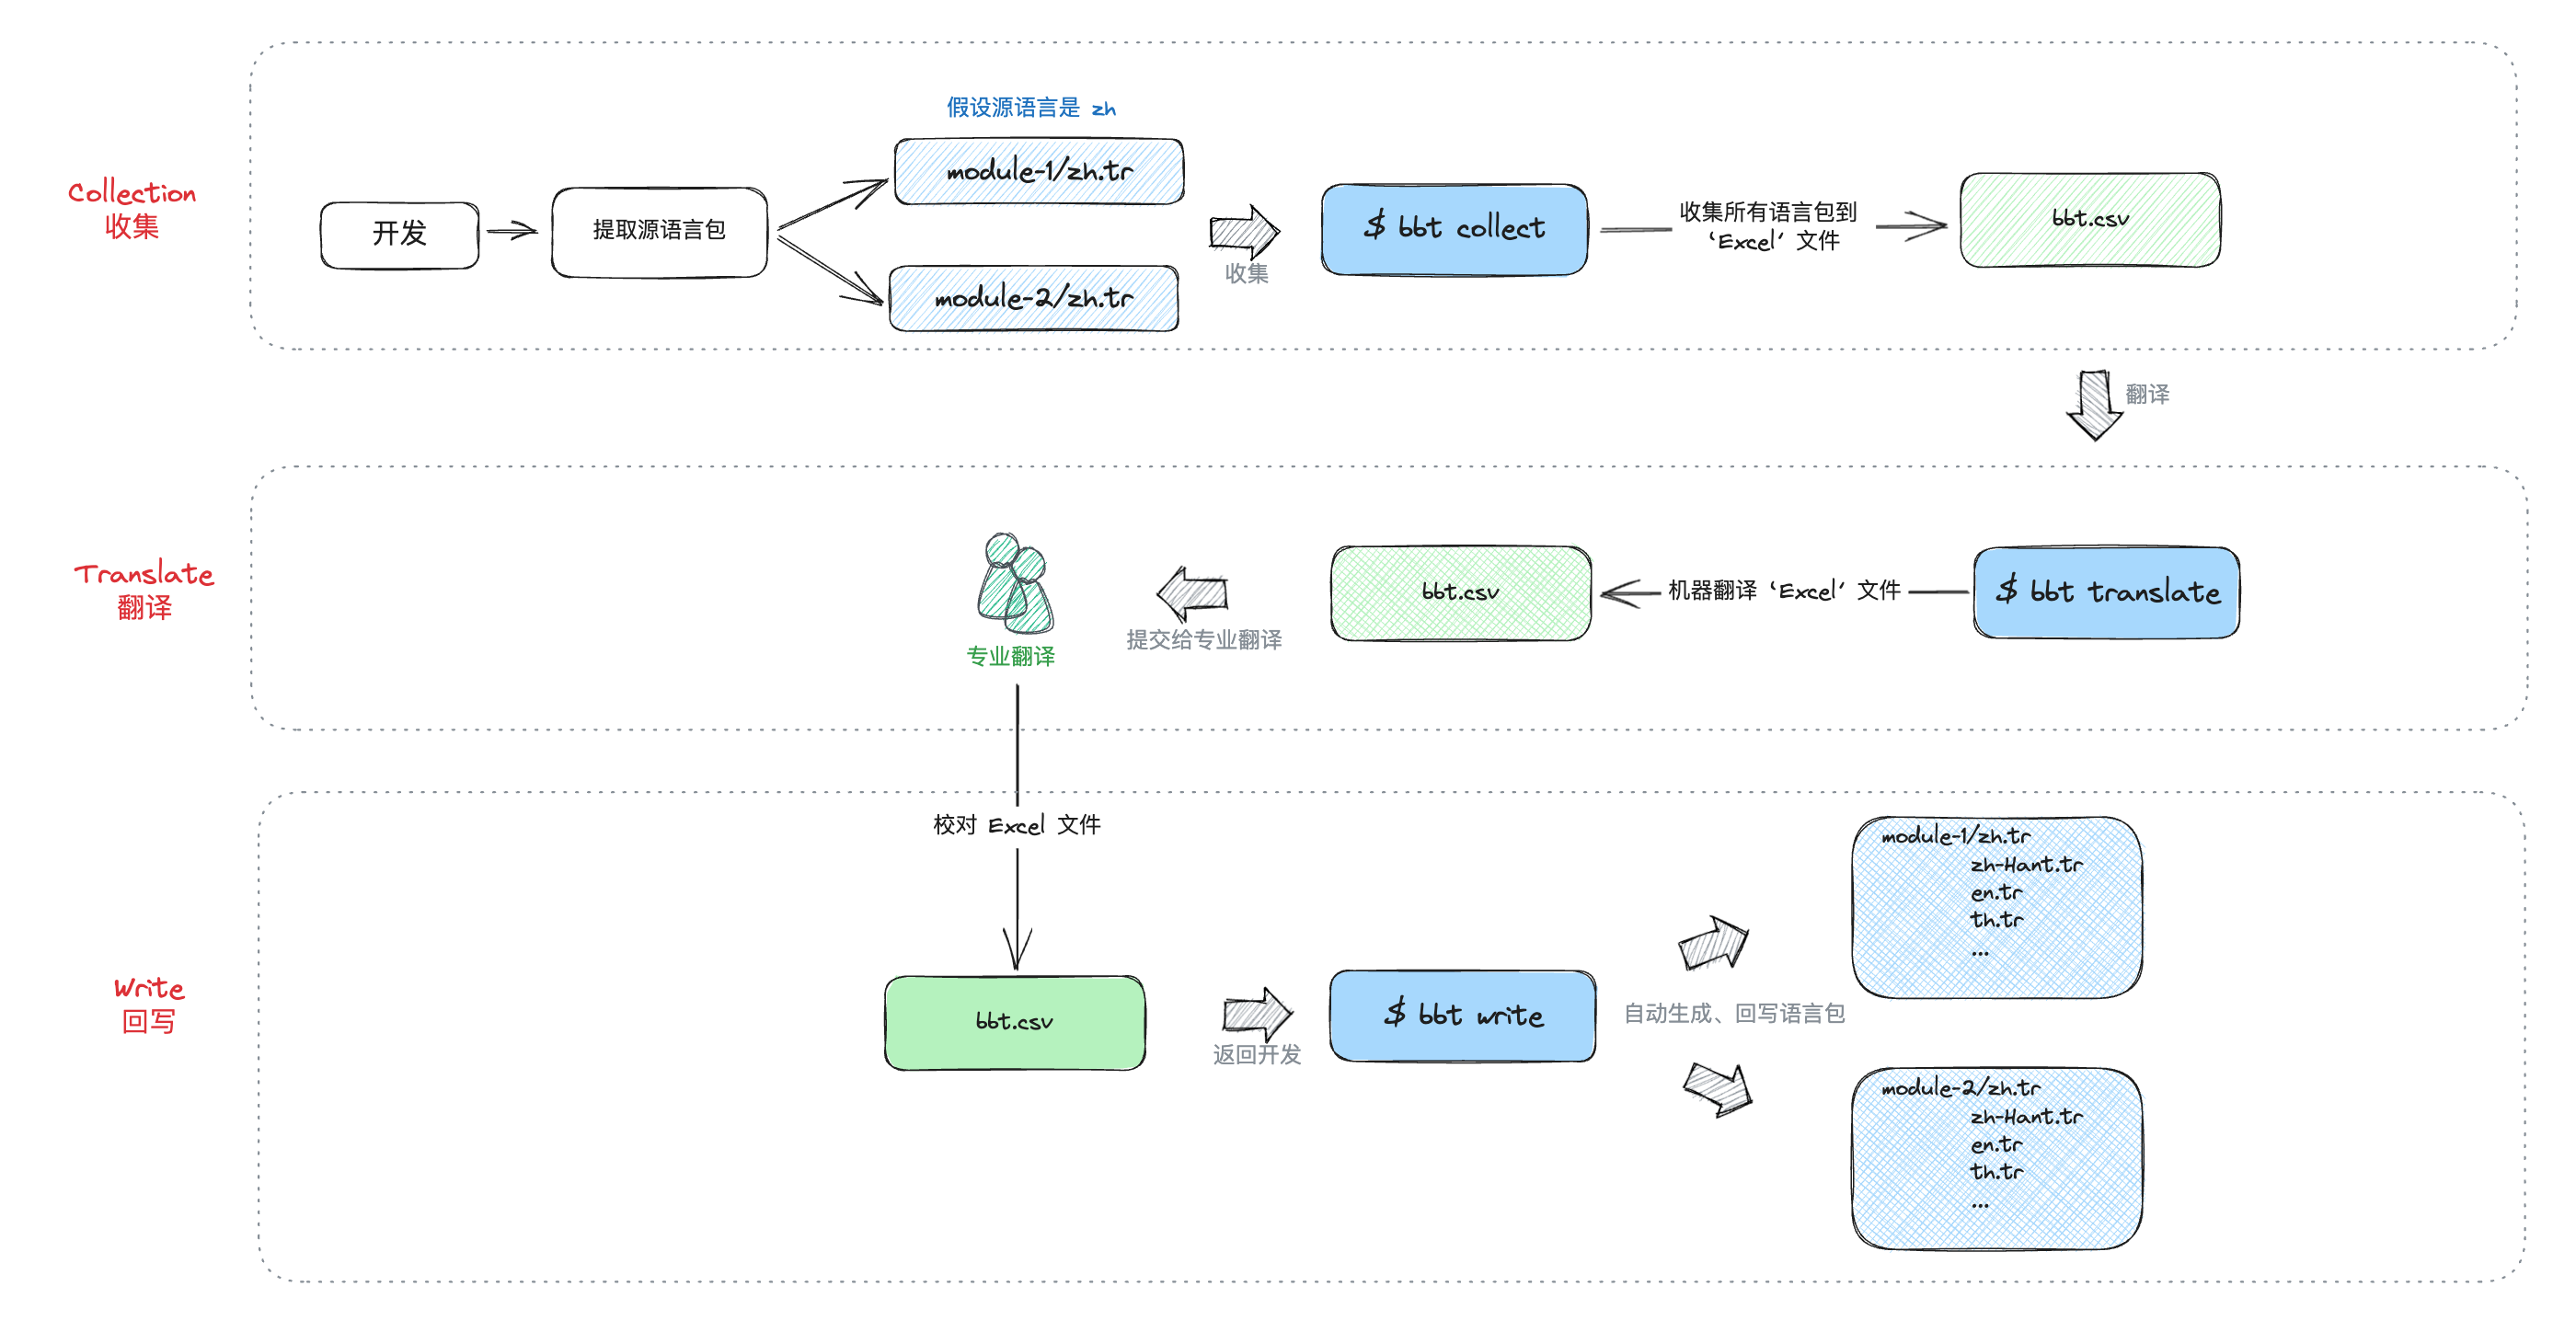 Collection
收集
开发
提取源语言包
假设源语言是 zh
module-1/zh.tr
module-2/zh.tr
收集
$ bbt collect
收集所有语言包到
‘Excel’ 文件
bbt.csv
翻译
Translate
翻译
$ bbt translate
机器翻译 ‘Excel’ 文件
bbt.csv
提交给专业翻译
专业翻译
校对 Excel 文件
Write
回写
bbt.csv
返回开发
$ bbt write
自动生成、回写语言包
module-1/zh.tr
zh-Hant.tr
en.tr
th.tr
...
module-2/zh.tr
zh-Hant.tr
en.tr
th.tr
...